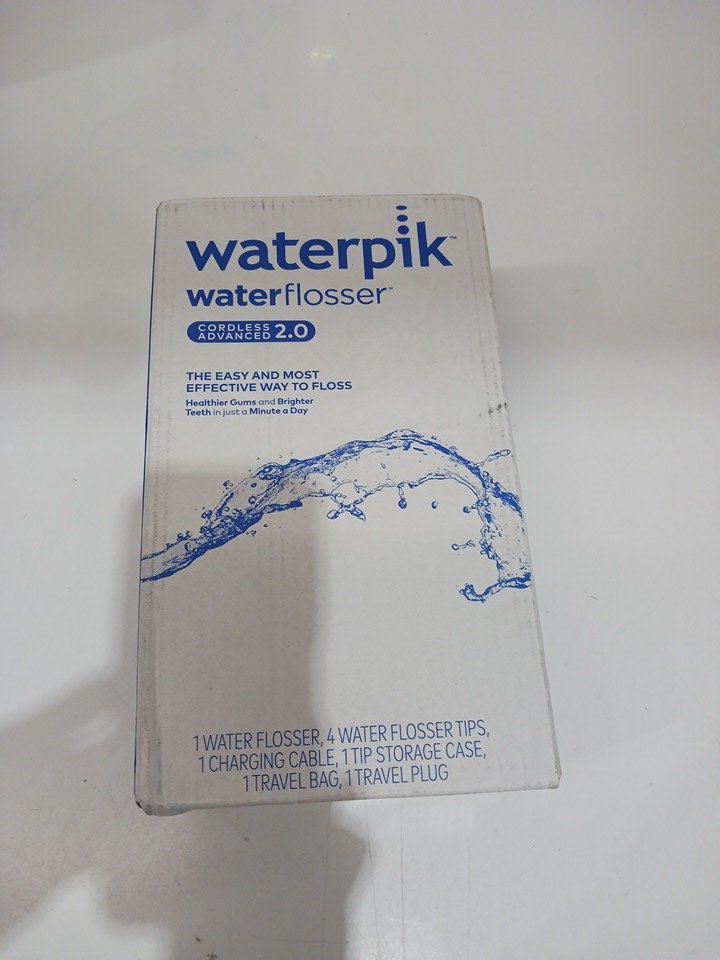 waterpik™
waterflosser™
CORDLESS
ADVANCED 2.0
THE EASY AND MOST
EFFECTIVE WAY TO FLOSS
Healthier Gums and Brighter
Teeth in just a Minute a Day
1 WATER FLOSSER, 4 WATER FLOSSER TIPS,
1 CHARGING CABLE, 1 TIP STORAGE CASE,
1 TRAVEL BAG, 1 TRAVEL PLUG